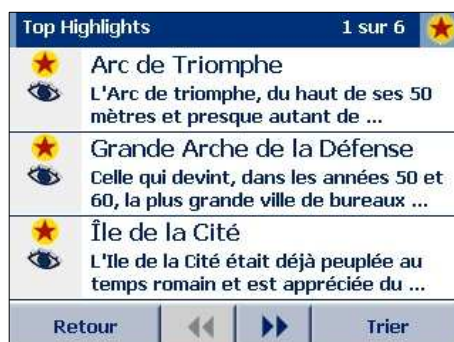 Top Highlights 1 sur 6
Arc de Triomphe
L'Arc de triomphe, du haut de ses 50
mètres et presque autant de ...
Grande Arche de la Défense
Celle qui devint, dans les années 50 et
60, la plus grande ville de bureaux ...
Île de la Cité
L'Ile de la Cité était déjà peuplée au
temps romain et est appréciée du ...
Retour Trier